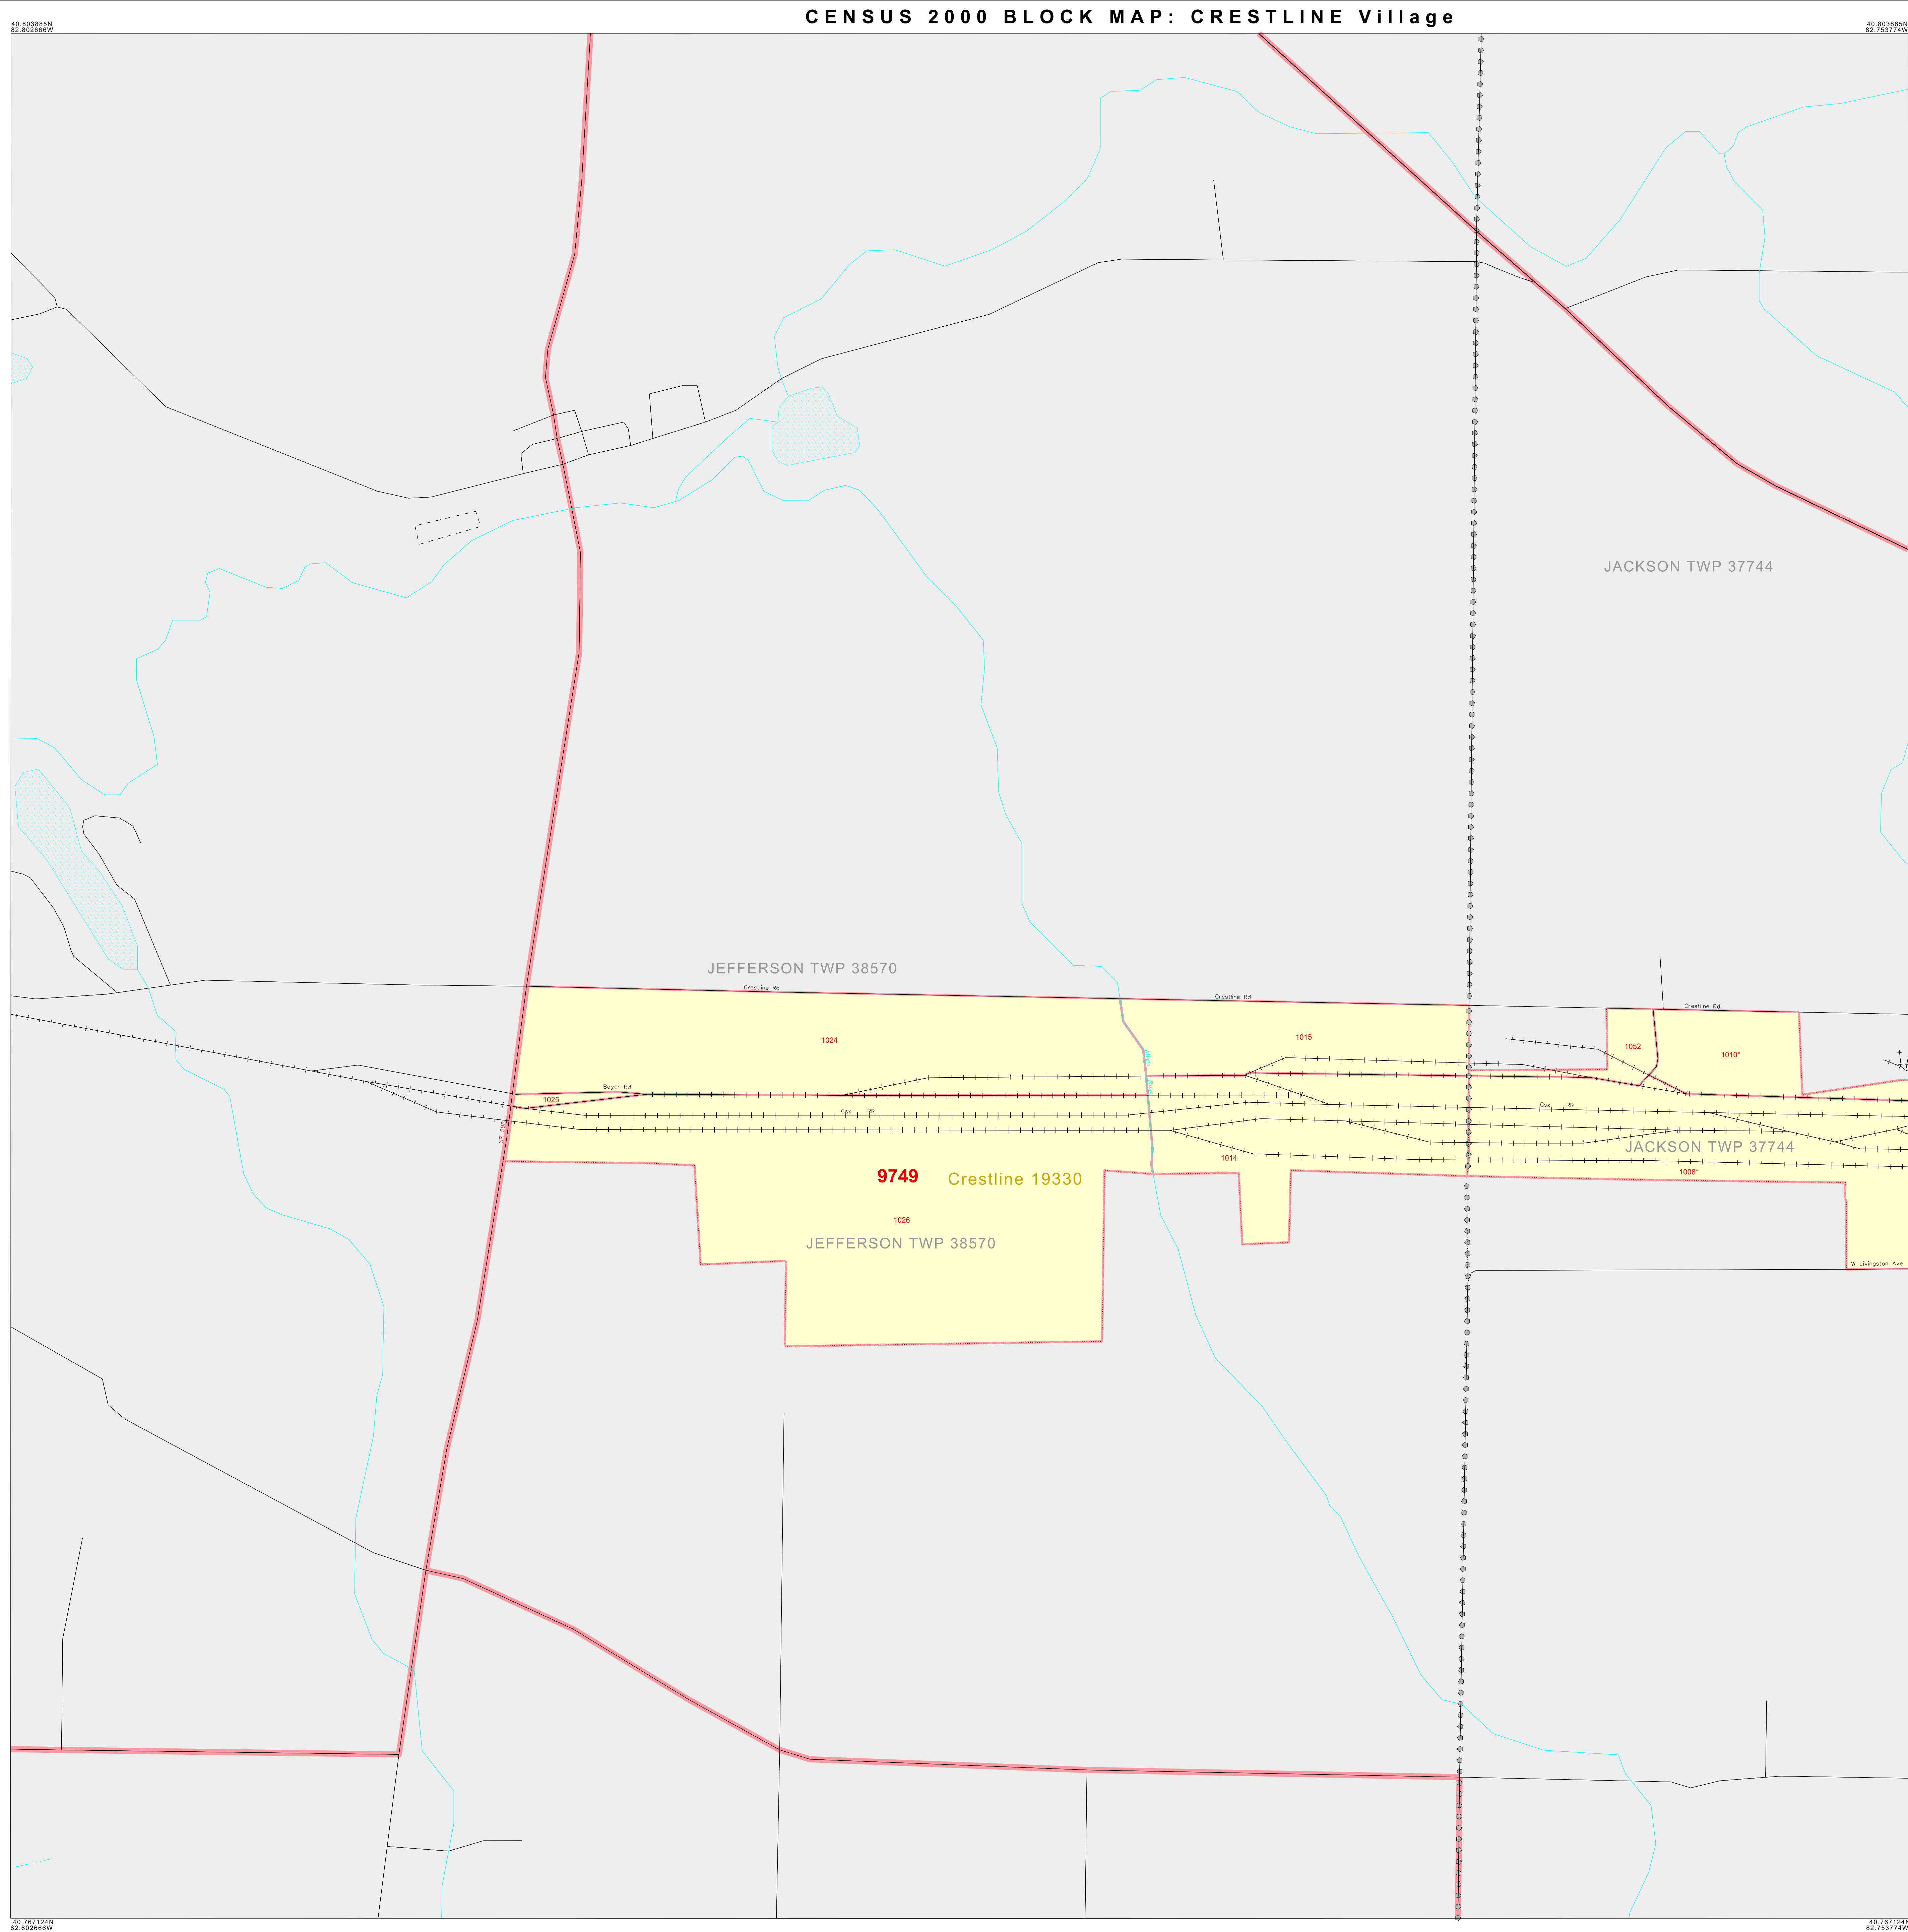 CENSUS 2000 BLOCK MAP: CRESTLINE Village
40.803885N
82.802666W
40.803885N
82.753774W
JACKSON TWP 37744
JEFFERSON TWP 38570
Crestline Rd
Crestline Rd
Crestline Rd
1024
1015
1052
1010*
Boyer Rd
1025
Csx RR
Csx RR
JACKSON TWP 37744
1014
1008*
9749
Crestline 19330
1026
JEFFERSON TWP 38570
W Livingston Ave
40.767124N
82.802666W
40.767124N
82.753774W